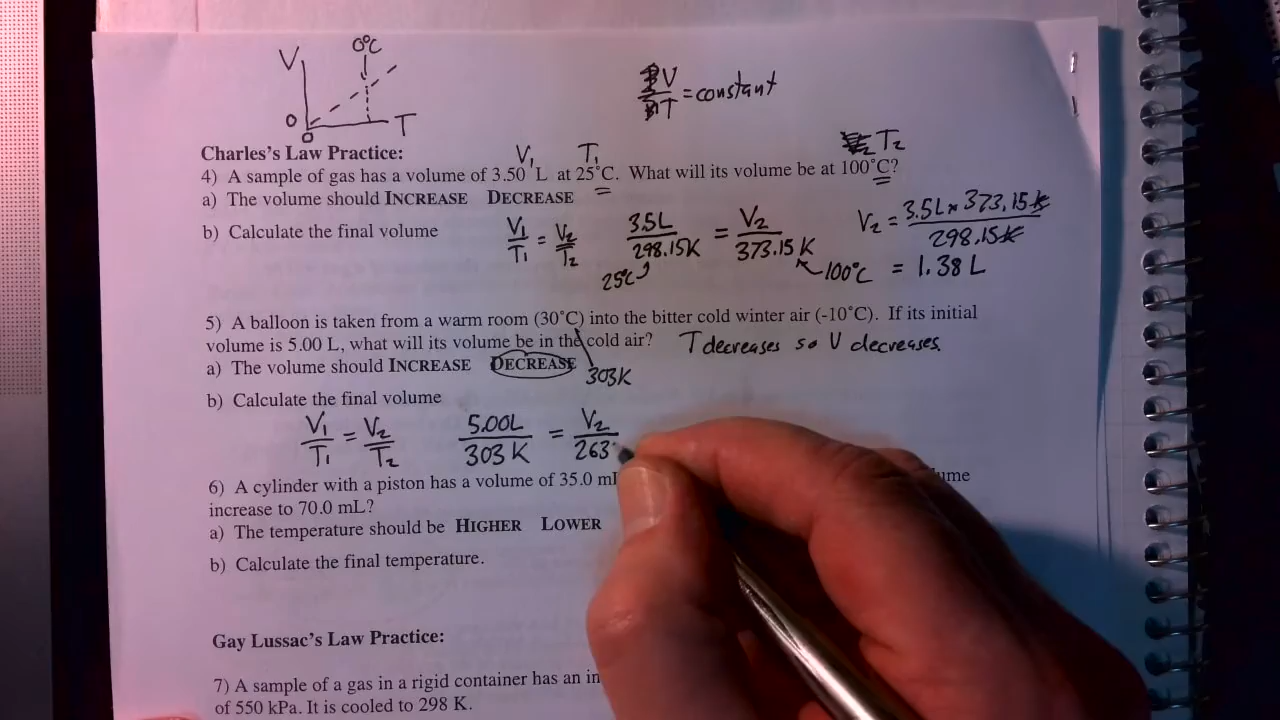 0°C
V
0
0
T
V = constant
T
Charles's Law Practice:
V₁ T₁ T₂
4) A sample of gas has a volume of 3.50 L at 25˚C. What will its volume be at 100˚C?
a) The volume should INCREASE DECREASE
b) Calculate the final volume
V₁/T₁ = V₂/T₂ 3.5L/298.15K = V₂/373.15K V₂ = 3.5L × 373.15K/298.15K
25°C 100°C = 1.38 L
5) A balloon is taken from a warm room (30˚C) into the bitter cold winter air (-10˚C). If its initial
volume is 5.00 L, what will its volume be in the cold air? T decreases so V decreases.
a) The volume should INCREASE DECREASE
303K
b) Calculate the final volume
V₁/T₁ = V₂/T₂ 5.00L/303 K = V₂/263
6) A cylinder with a piston has a volume of 35.0 mL
increase to 70.0 mL?
a) The temperature should be HIGHER LOWER
b) Calculate the final temperature.
Gay Lussac's Law Practice:
7) A sample of a gas in a rigid container has an in
of 550 kPa. It is cooled to 298 K.